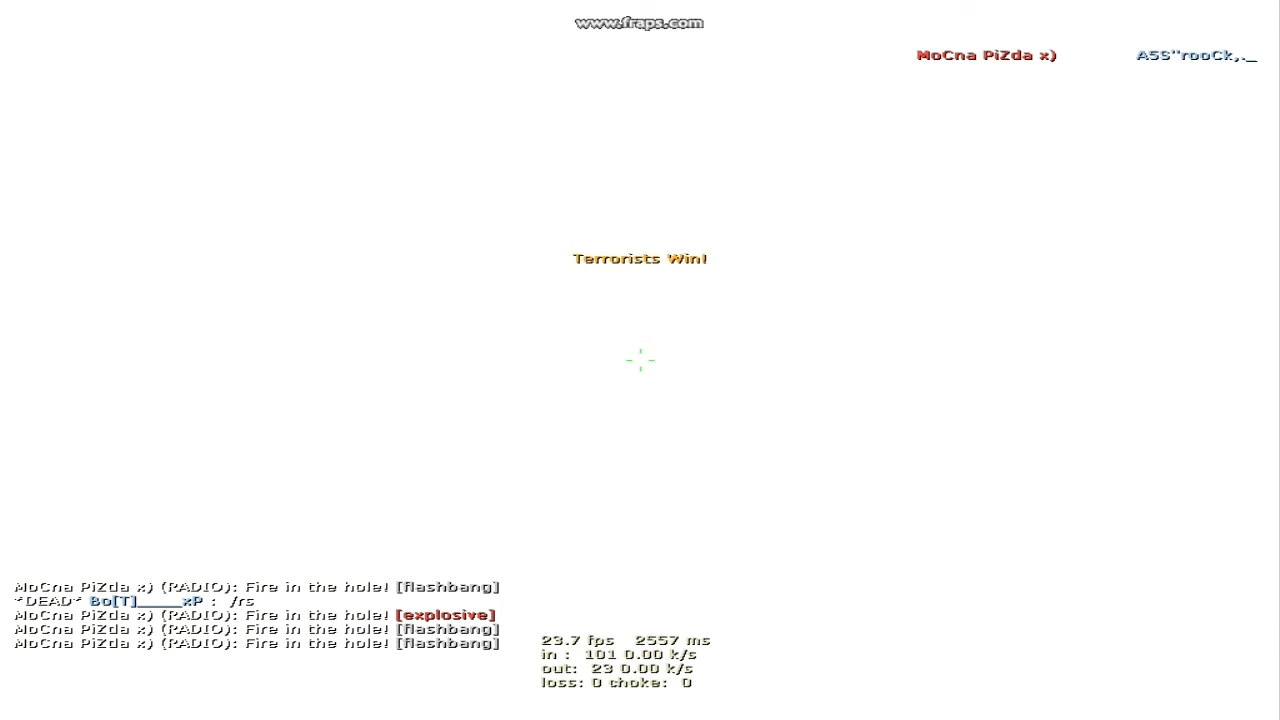 www.fraps.com
MoCna PiZda x) A5S"rooCk,._
Terrorists Win!
MoCna PiZda x) (RADIO): Fire in the hole! [flashbang]
*DEAD* Bo[T]____xP : /rs
MoCna PiZda x) (RADIO): Fire in the hole! [explosive]
MoCna PiZda x) (RADIO): Fire in the hole! [flashbang]
MoCna PiZda x) (RADIO): Fire in the hole! [flashbang]
23.7 fps 2557 ms
in : 101 0.00 k/s
out: 23 0.00 k/s
loss: 0 choke: 0